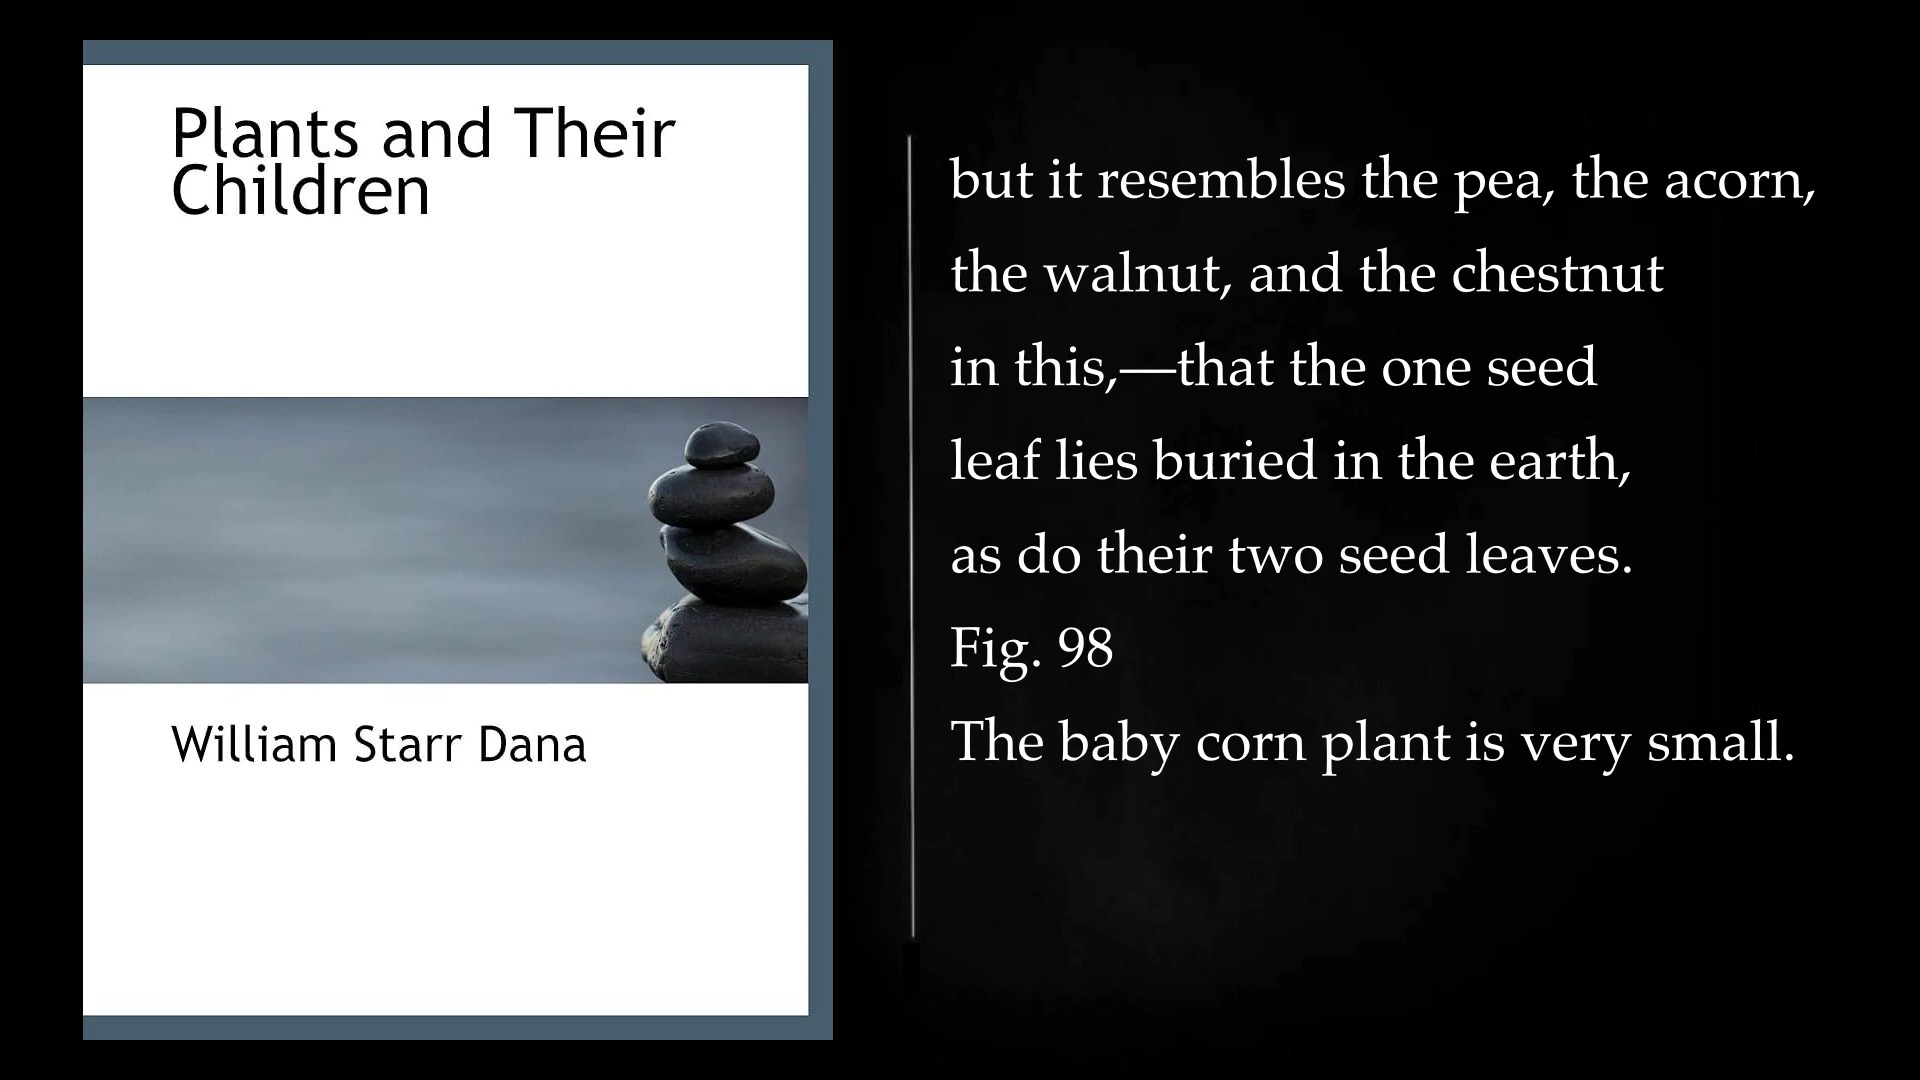 Plants and Their
Children
William Starr Dana
but it resembles the pea, the acorn,
the walnut, and the chestnut
in this,—that the one seed
leaf lies buried in the earth,
as do their two seed leaves.
Fig. 98
The baby corn plant is very small.